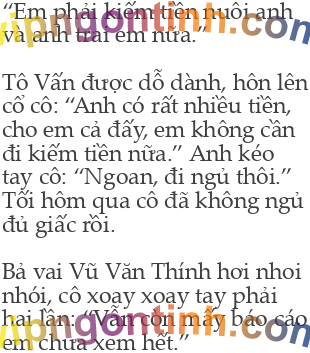 “Em phải kiếm tiền nuôi anh
và anh trai em nữa.”
Tô Vấn được dỗ dành, hôn lên
cổ cô: “Anh có rất nhiều tiền,
cho em cả đấy, em không cần
đi kiếm tiền nữa.” Anh kéo
tay cô: “Ngoan, đi ngủ thôi.”
Tối hôm qua cô đã không ngủ
đủ giấc rồi.
Bả vai Vũ Văn Thính hơi nhoi
nhói, cô xoay xoay tay phải
hai lần: “Vẫn còn mấy báo cáo
em chưa xem hết.”
vipngontinh.com
vipngontinh.com